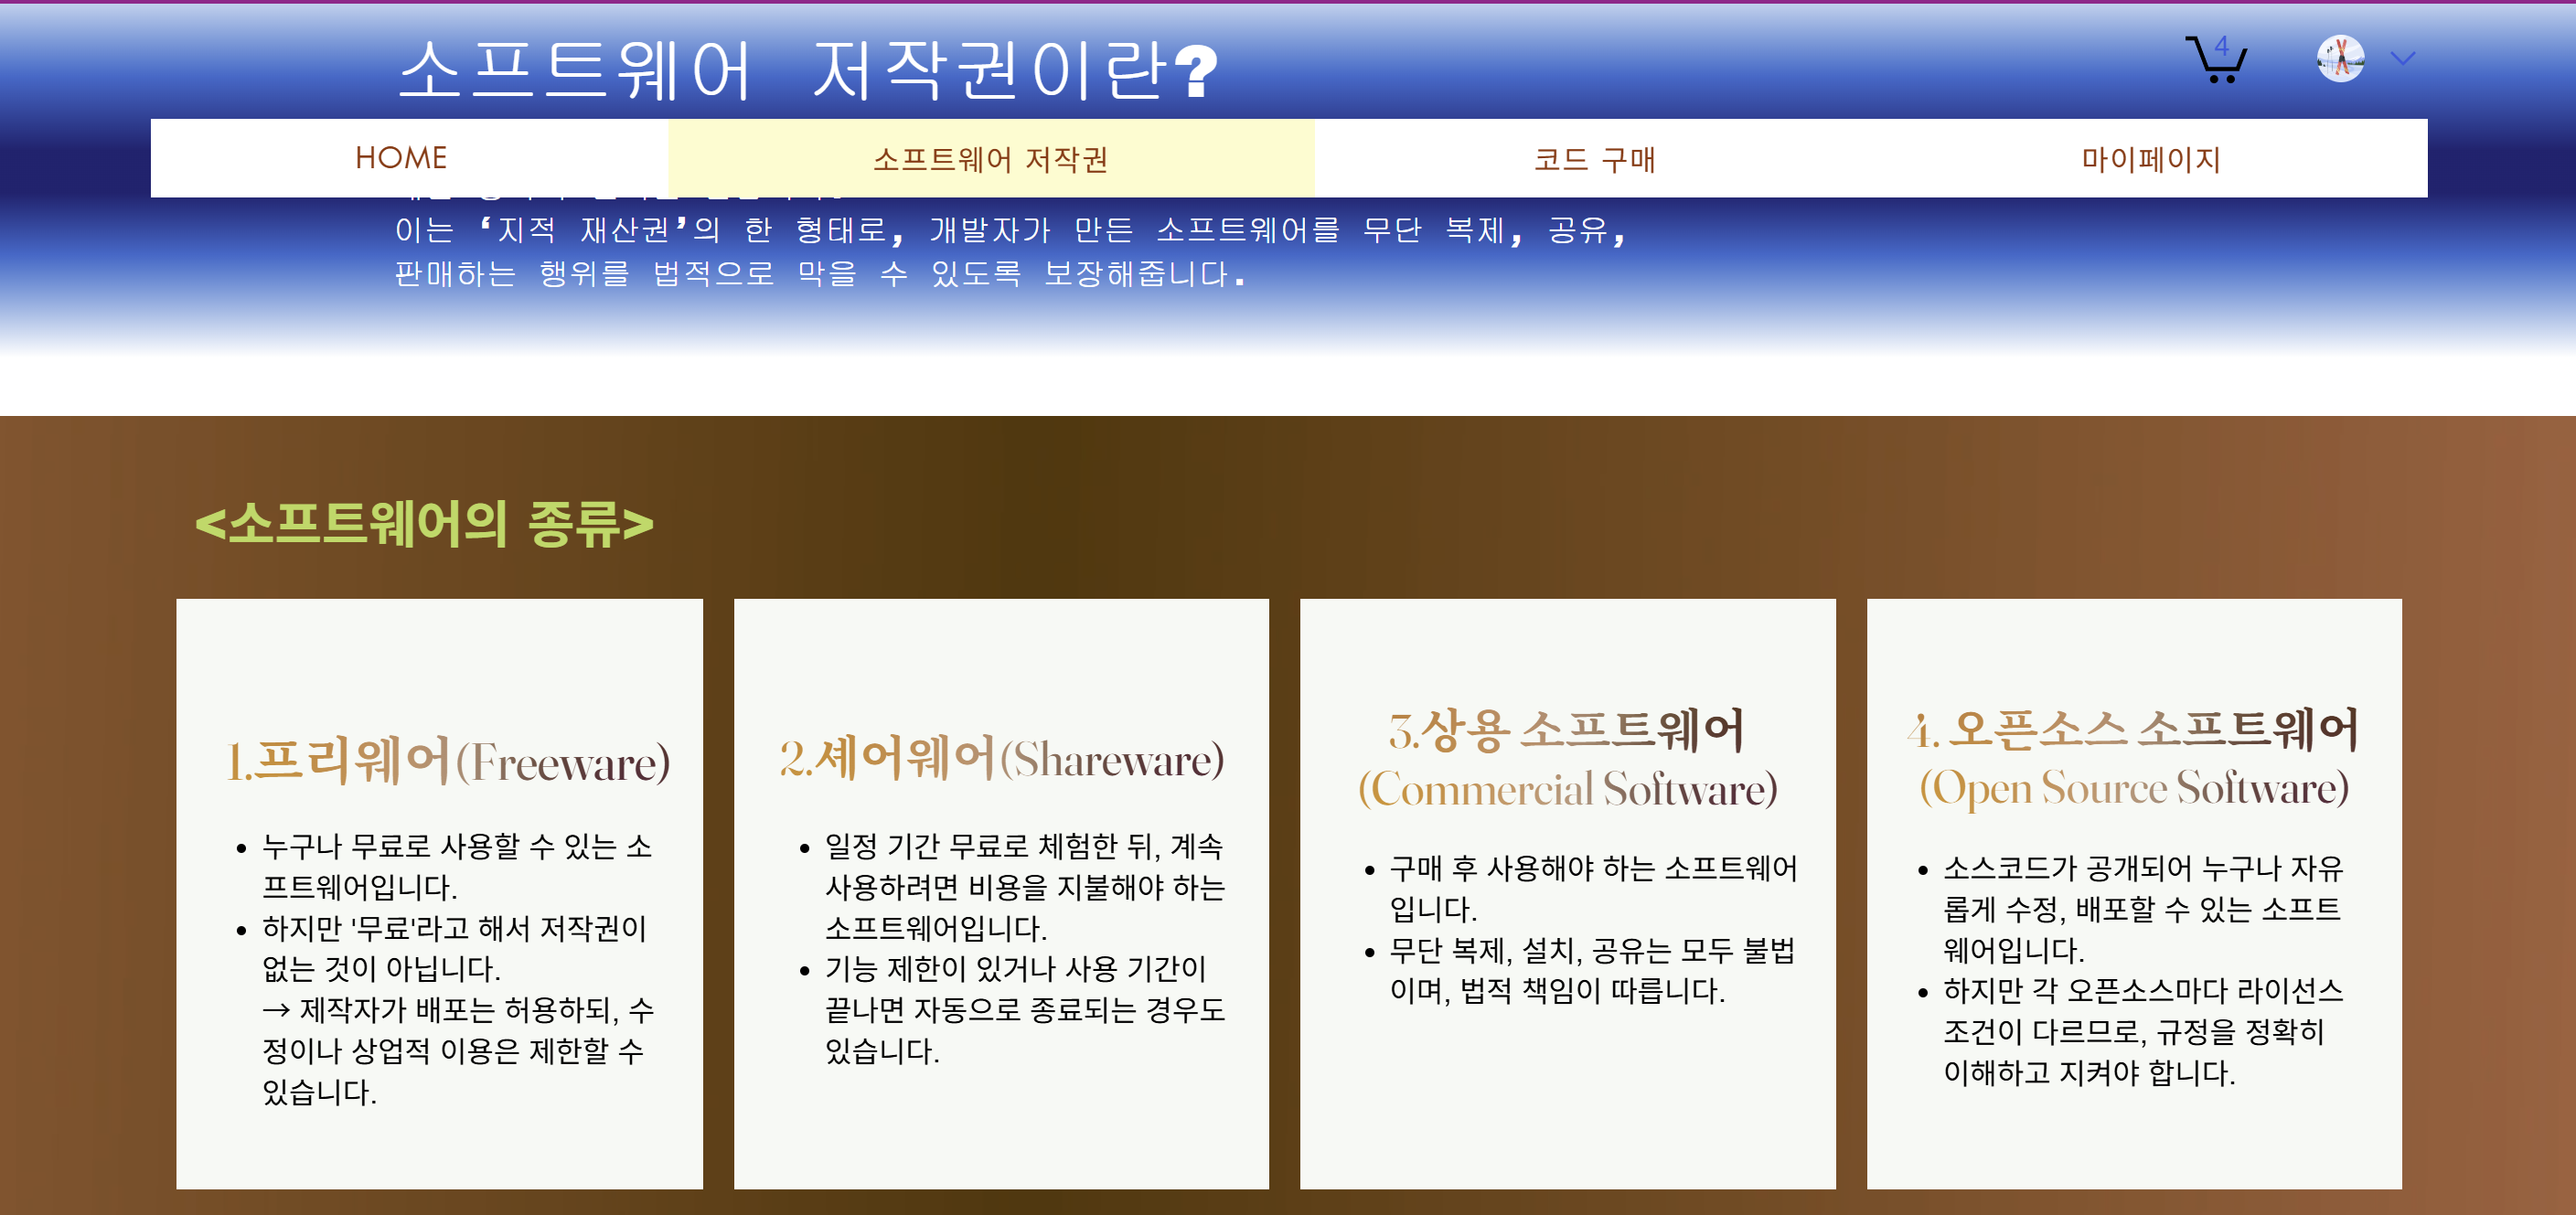 소프트웨어 저작권이란?
4
HOME
소프트웨어 저작권
코드 구매
마이페이지
이는 ‘지적 재산권’의 한 형태로, 개발자가 만든 소프트웨어를 무단 복제, 공유,
판매하는 행위를 법적으로 막을 수 있도록 보장해줍니다.
<소프트웨어의 종류>
1.프리웨어(Freeware)
누구나 무료로 사용할 수 있는 소
프트웨어입니다.
하지만 '무료'라고 해서 저작권이
없는 것이 아닙니다.
→ 제작자가 배포는 허용하되, 수
정이나 상업적 이용은 제한할 수
있습니다.
2.셰어웨어(Shareware)
일정 기간 무료로 체험한 뒤, 계속
사용하려면 비용을 지불해야 하는
소프트웨어입니다.
기능 제한이 있거나 사용 기간이
끝나면 자동으로 종료되는 경우도
있습니다.
3.상용 소프트웨어
(Commercial Software)
구매 후 사용해야 하는 소프트웨어
입니다.
무단 복제, 설치, 공유는 모두 불법
이며, 법적 책임이 따릅니다.
4. 오픈소스 소프트웨어
(Open Source Software)
소스코드가 공개되어 누구나 자유
롭게 수정, 배포할 수 있는 소프트
웨어입니다.
하지만 각 오픈소스마다 라이선스
조건이 다르므로, 규정을 정확히
이해하고 지켜야 합니다.